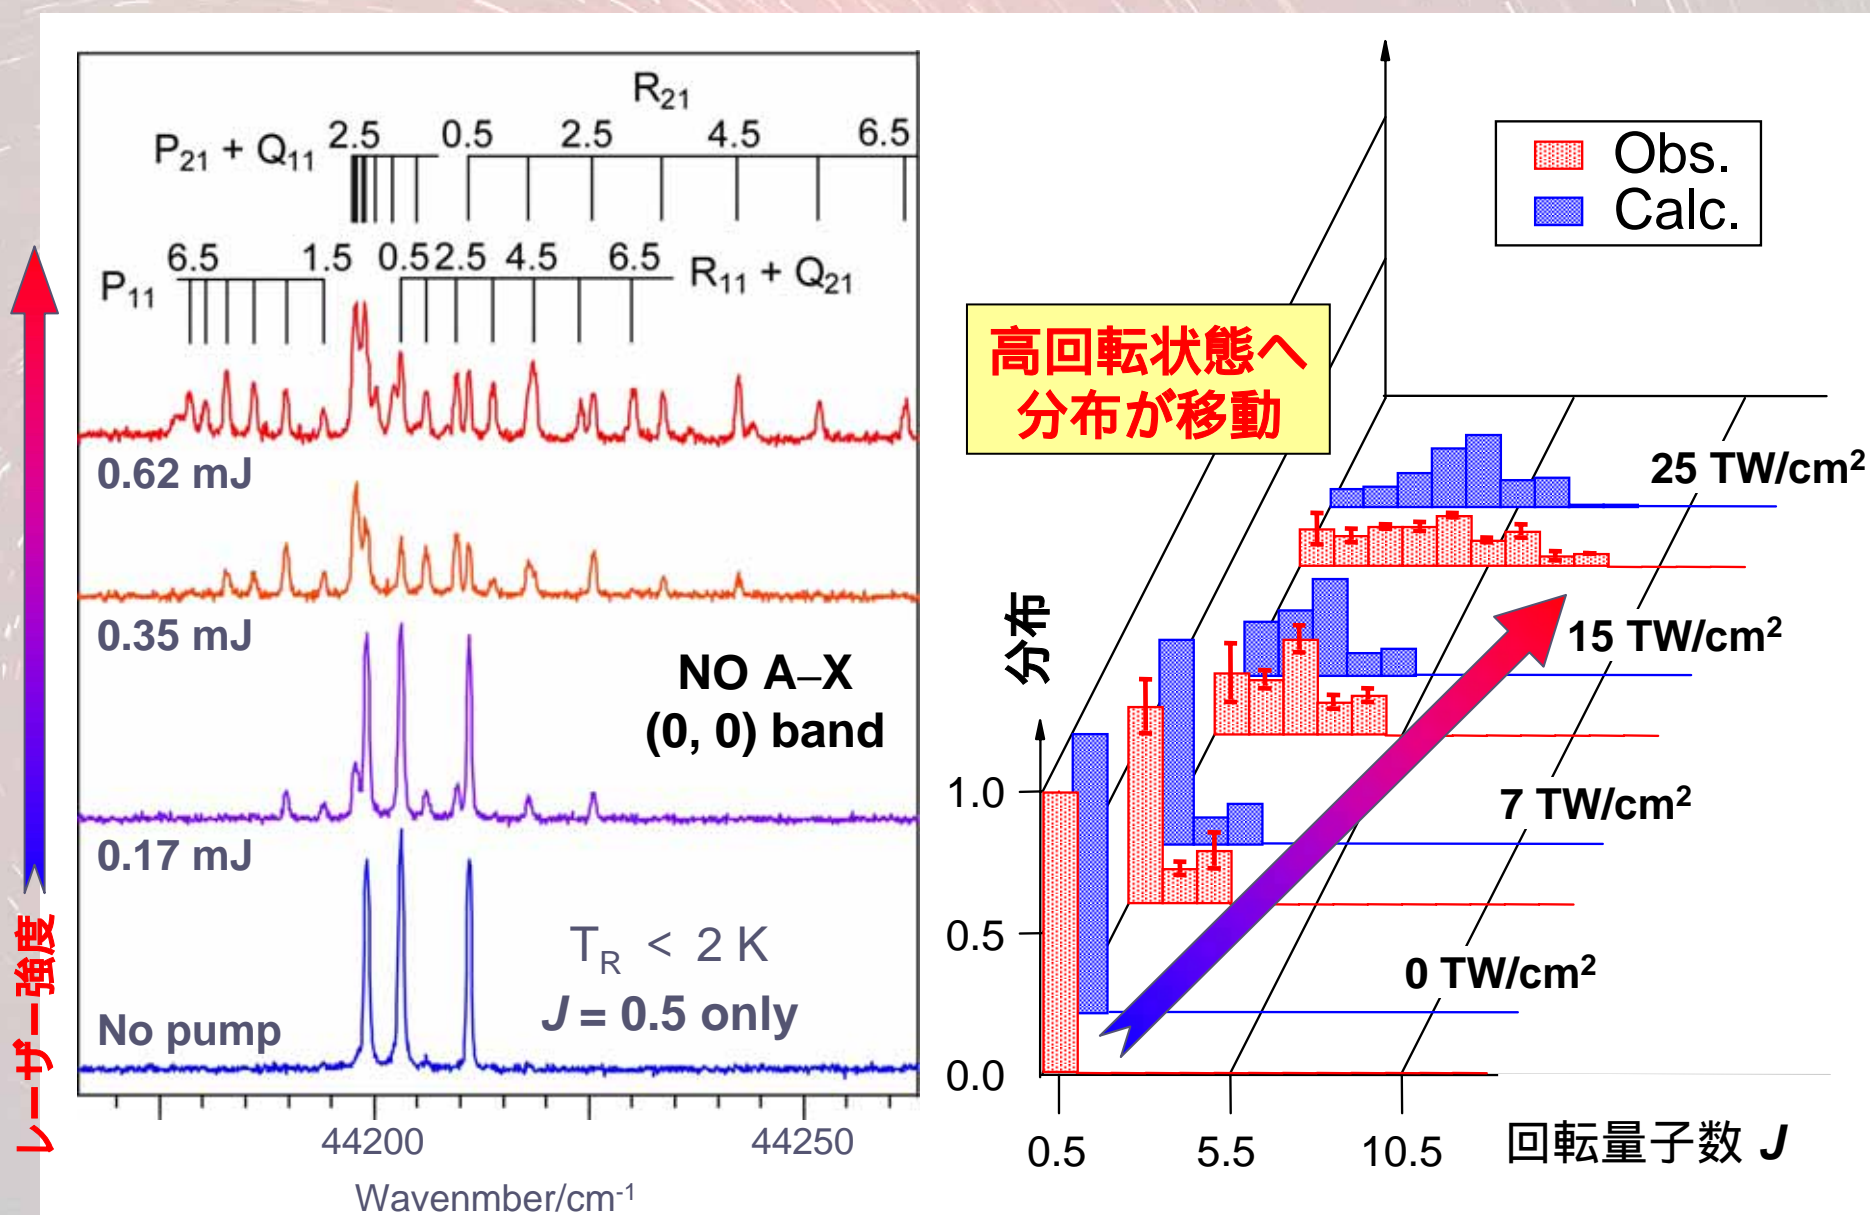 R21
P21 + Q11
2.5 0.5 2.5 4.5 6.5
6.5 1.5 0.5 2.5 4.5 6.5
P11
R11 + Q21
0.62 mJ
0.35 mJ
NO A–X
(0, 0) band
0.17 mJ
TR < 2 K
J = 0.5 only
No pump
44200 44250
Wavenmber/cm-1
レーザー強度
Obs.
Calc.
高回転状態へ
分布が移動
25 TW/cm2
15 TW/cm2
7 TW/cm2
0 TW/cm2
分布
1.0
0.5
0.0
0.5 5.5 10.5
回転量子数 J